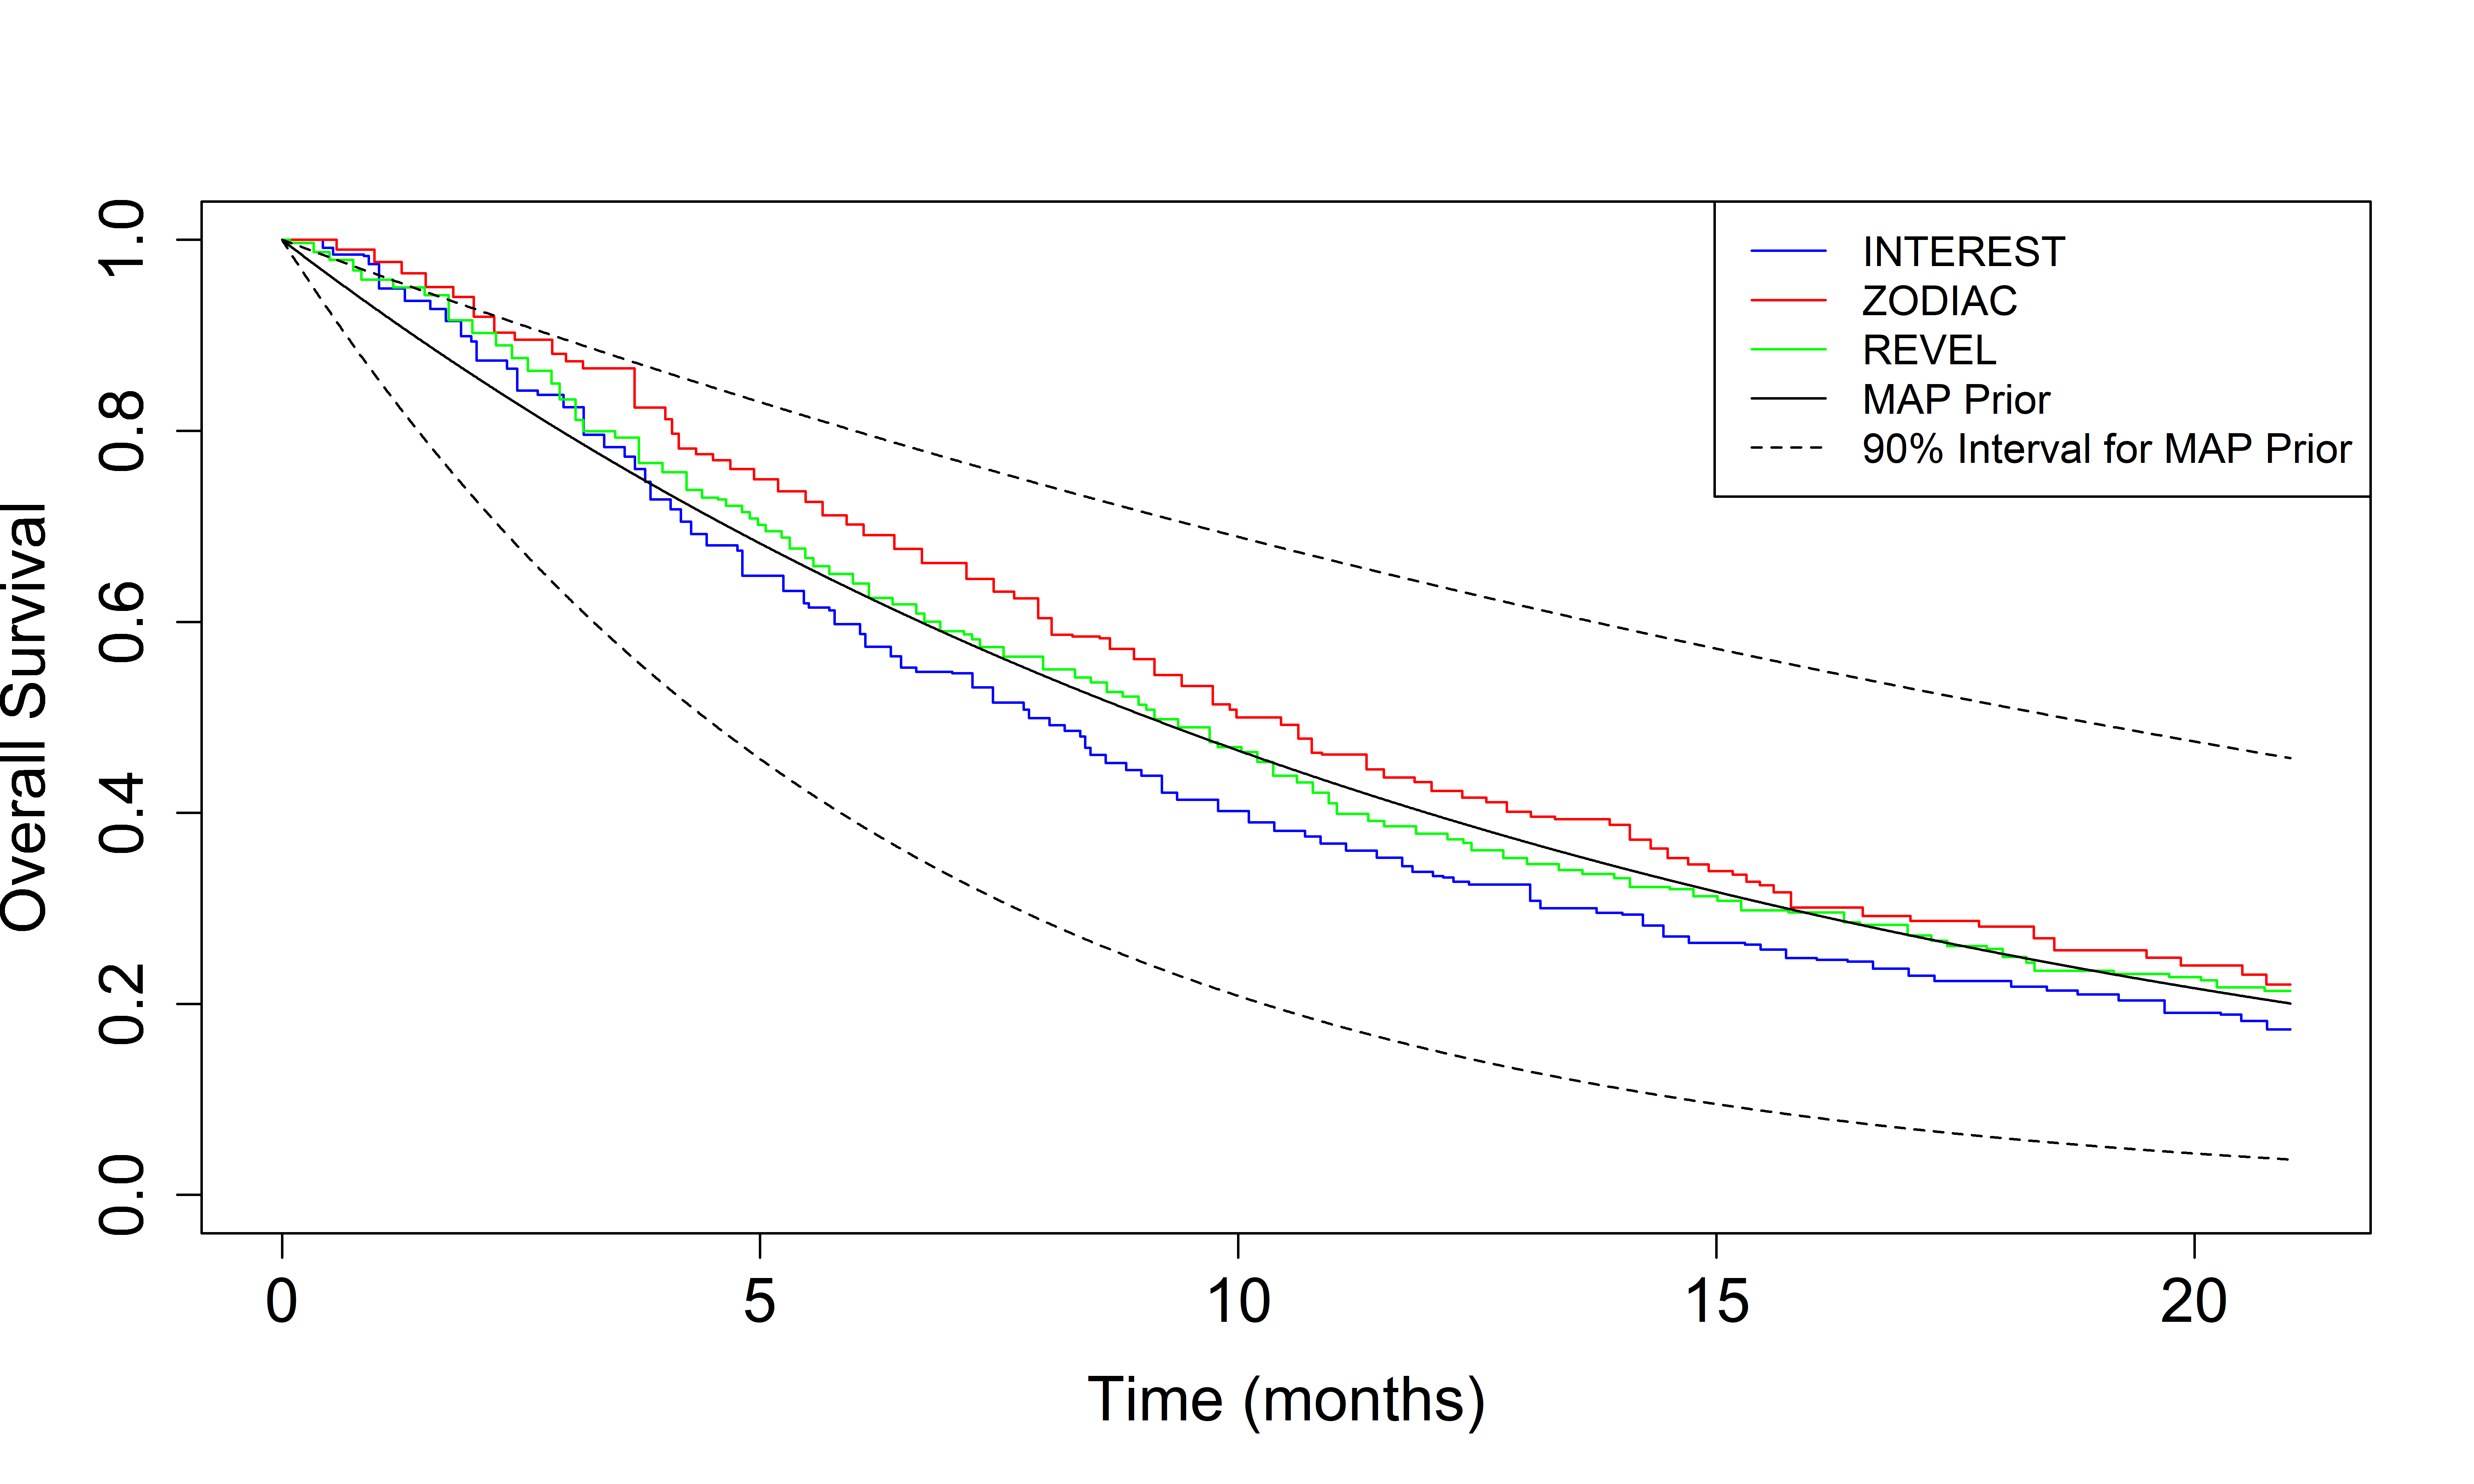 INTEREST
ZODIAC
REVEL
MAP Prior
90% Interval for MAP Prior
Overall Survival
1.0
0.8
0.6
0.4
0.2
0.0
0 5 10 15 20
Time (months)